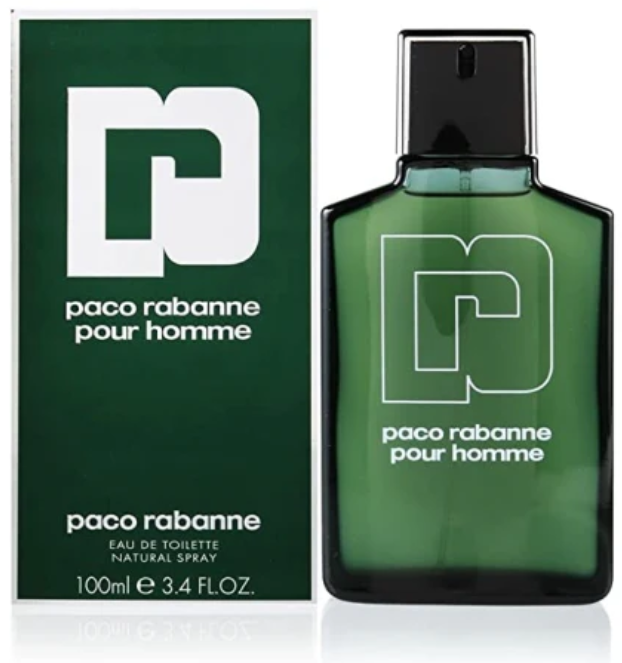 paco rabanne
pour homme
paco rabanne
EAU DE TOILETTE
NATURAL SPRAY
100ml e 3.4 FL.OZ.
paco rabanne
pour homme